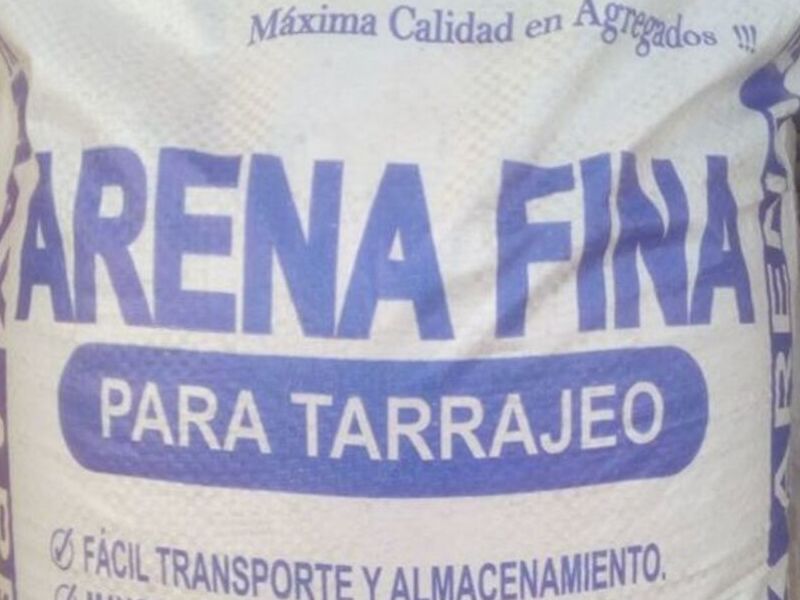 Máxima Calidad en Agregados !!!
ARENA FINA
PARA TARRAJEO
FÁCIL TRANSPORTE Y ALMACENAMIENTO.